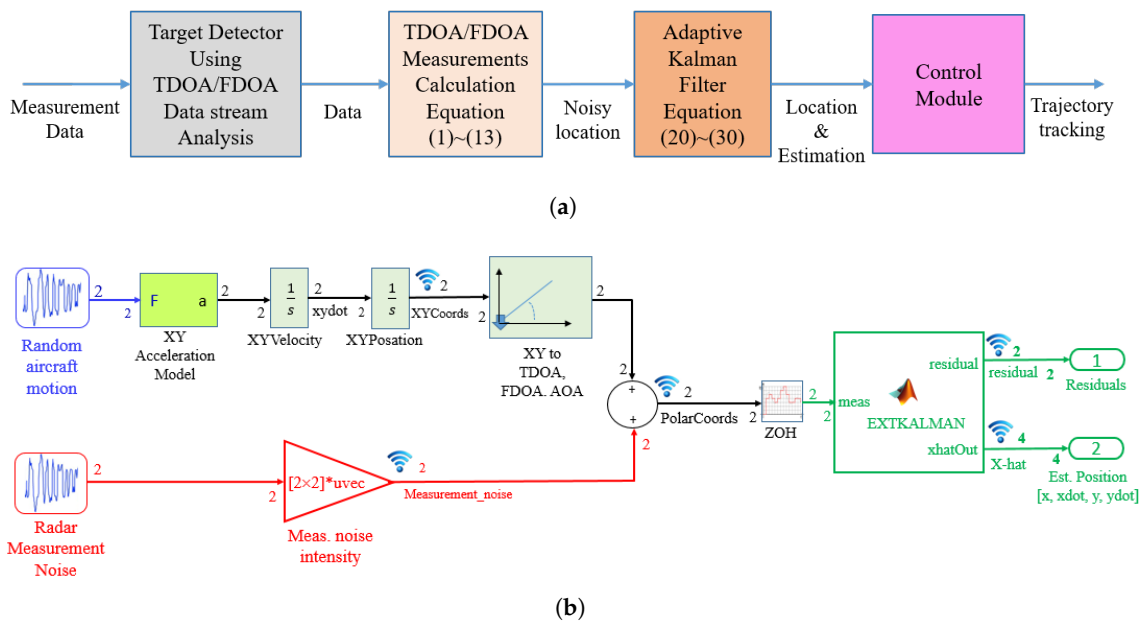 Measurement
Data
Target Detector
Using
TDOA/FDOA
Data stream
Analysis
Data
TDOA/FDOA
Measurements
Calculation
Equation
(1)~(13)
Noisy
location
Adaptive
Kalman
Filter
Equation
(20)~(30)
Location
&
Estimation
Control
Module
Trajectory
tracking
(a)
Random
aircraft
motion
2
2
F a
XY
Acceleration
Model
2
2
1
s
XYVelocity
2
xydot
2
1
s
XYPosation
2
XYCoords
2
XY to
TDOA,
FDOA. AOA
2
+
+
2
2
PolarCoords
2
ZOH
2
2
meas
EXTKALMAN
residual
xhatOut
2
residual
2
1
Residuals
4
X-hat
4
2
Est. Position
[x, xdot, y, ydot]
Radar
Measurement
Noise
2
2
[2×2]*uvec
Meas. noise
intensity
2
Measurement_noise
(b)